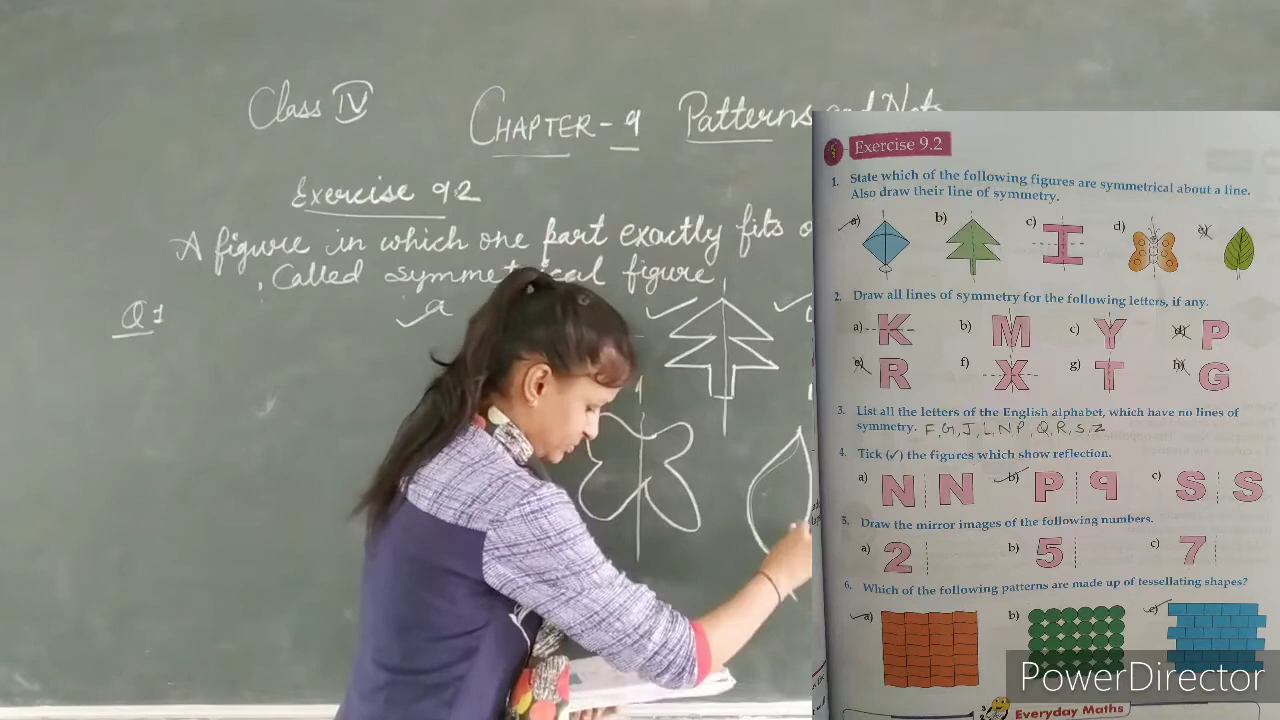 Class IV
CHAPTER-9 Patterns and Nets
Exercise 9.2
A figure in which one part exactly fits
Called symmetrical figure
Q1
a
Exercise 9.2
1. State which of the following figures are symmetrical about a line.
Also draw their line of symmetry.
a) b) c) d) e)
2. Draw all lines of symmetry for the following letters, if any.
a) K b) M c) Y d) P
e) R f) X g) T h) G
3. List all the letters of the English alphabet, which have no lines of
symmetry. F, G, J, L, N, P, Q, R, S, Z
4. Tick (✓) the figures which show reflection.
a) N N b) P q c) S S
5. Draw the mirror images of the following numbers.
a) 2 b) 5 c) 7
6. Which of the following patterns are made up of tessellating shapes?
a) b) c)
PowerDirector
Everyday Maths